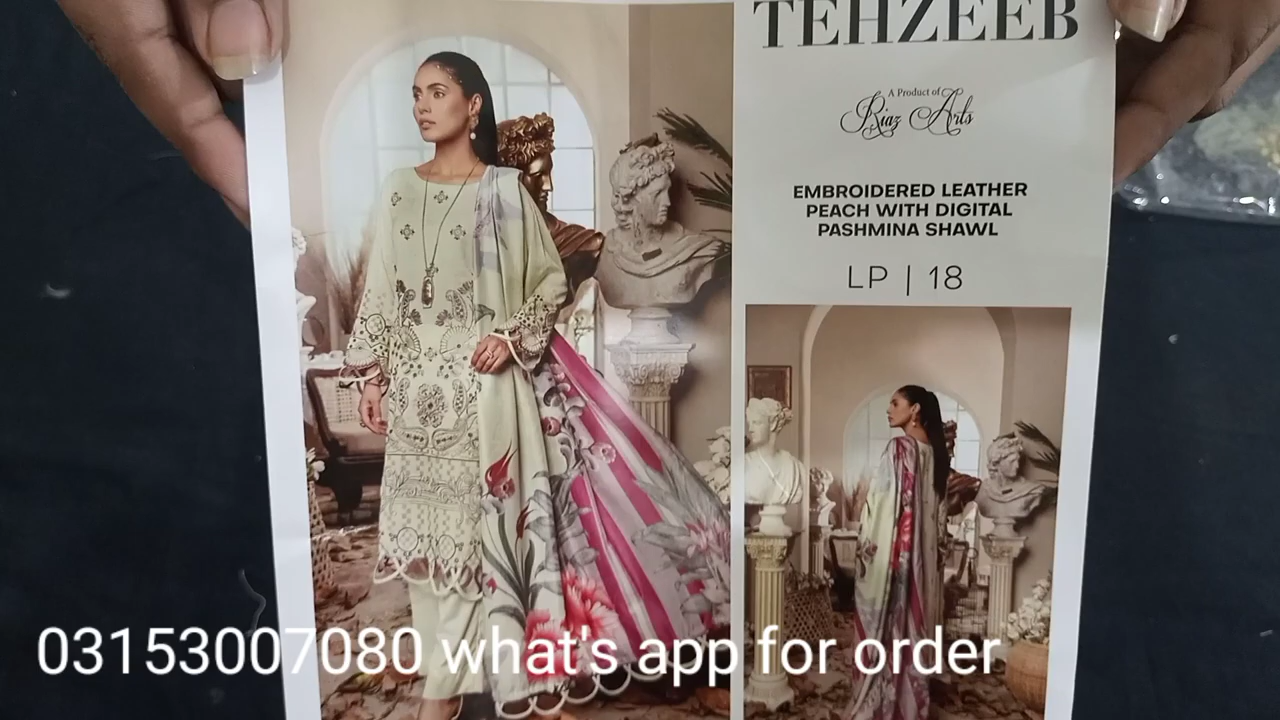 TEHZEEB
A Product of
Riaz Arts
EMBROIDERED LEATHER
PEACH WITH DIGITAL
PASHMINA SHAWL
LP | 18
03153007080 what's app for order